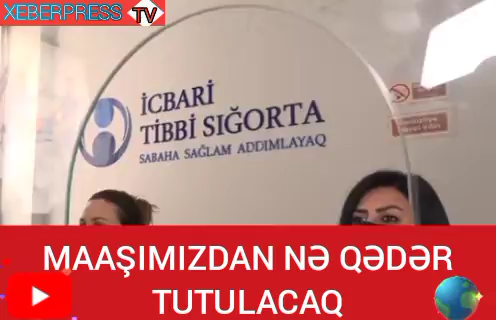 XEBERPRESS TV
İCBARİ
TİBBİ SIĞORTA
SABAHA SAĞLAM ADDIMLAYAQ
MAAŞIMIZDAN NƏ QƏDƏR
TUTULACAQ